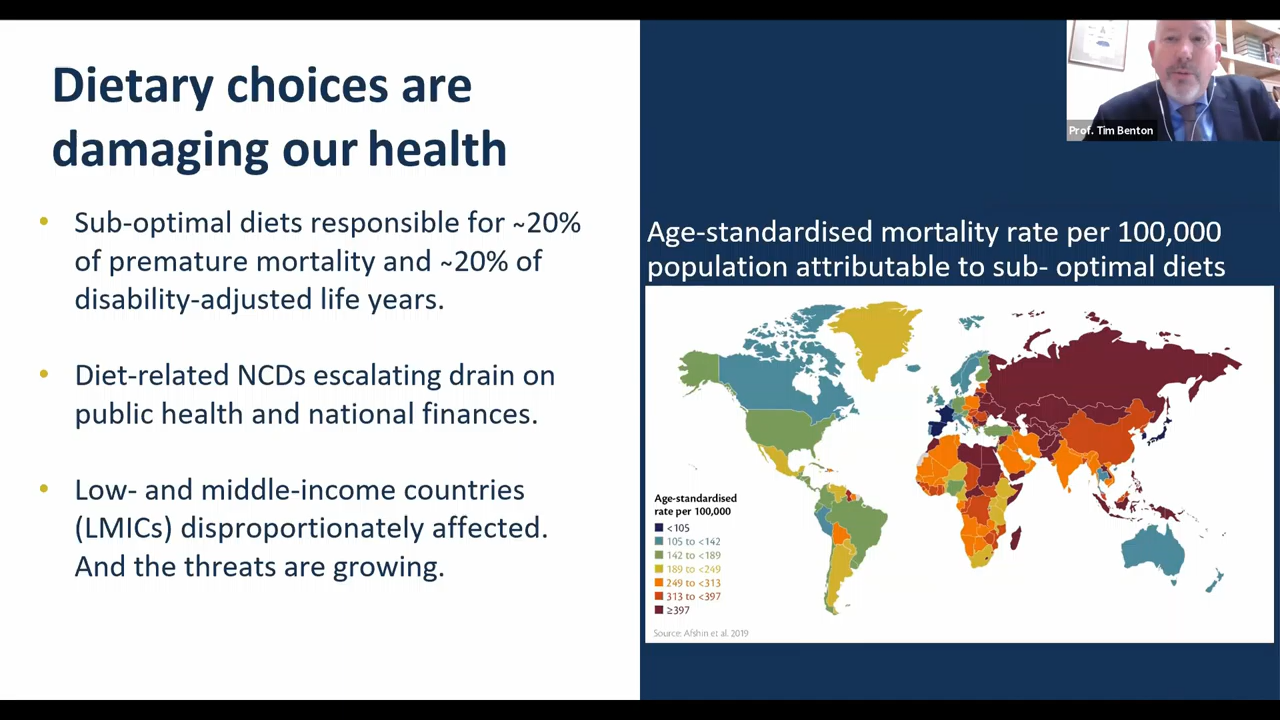 Dietary choices are
damaging our health
• Sub-optimal diets responsible for ~20%
of premature mortality and ~20% of
disability-adjusted life years.
• Diet-related NCDs escalating drain on
public health and national finances.
• Low- and middle-income countries
(LMICs) disproportionately affected.
And the threats are growing.
Prof. Tim Benton
Age-standardised mortality rate per 100,000
population attributable to sub- optimal diets
Age-standardised
rate per 100,000
<105
105 to <142
142 to <189
189 to <249
249 to <313
313 to <397
≥397
Source: Afshin et al. 2019